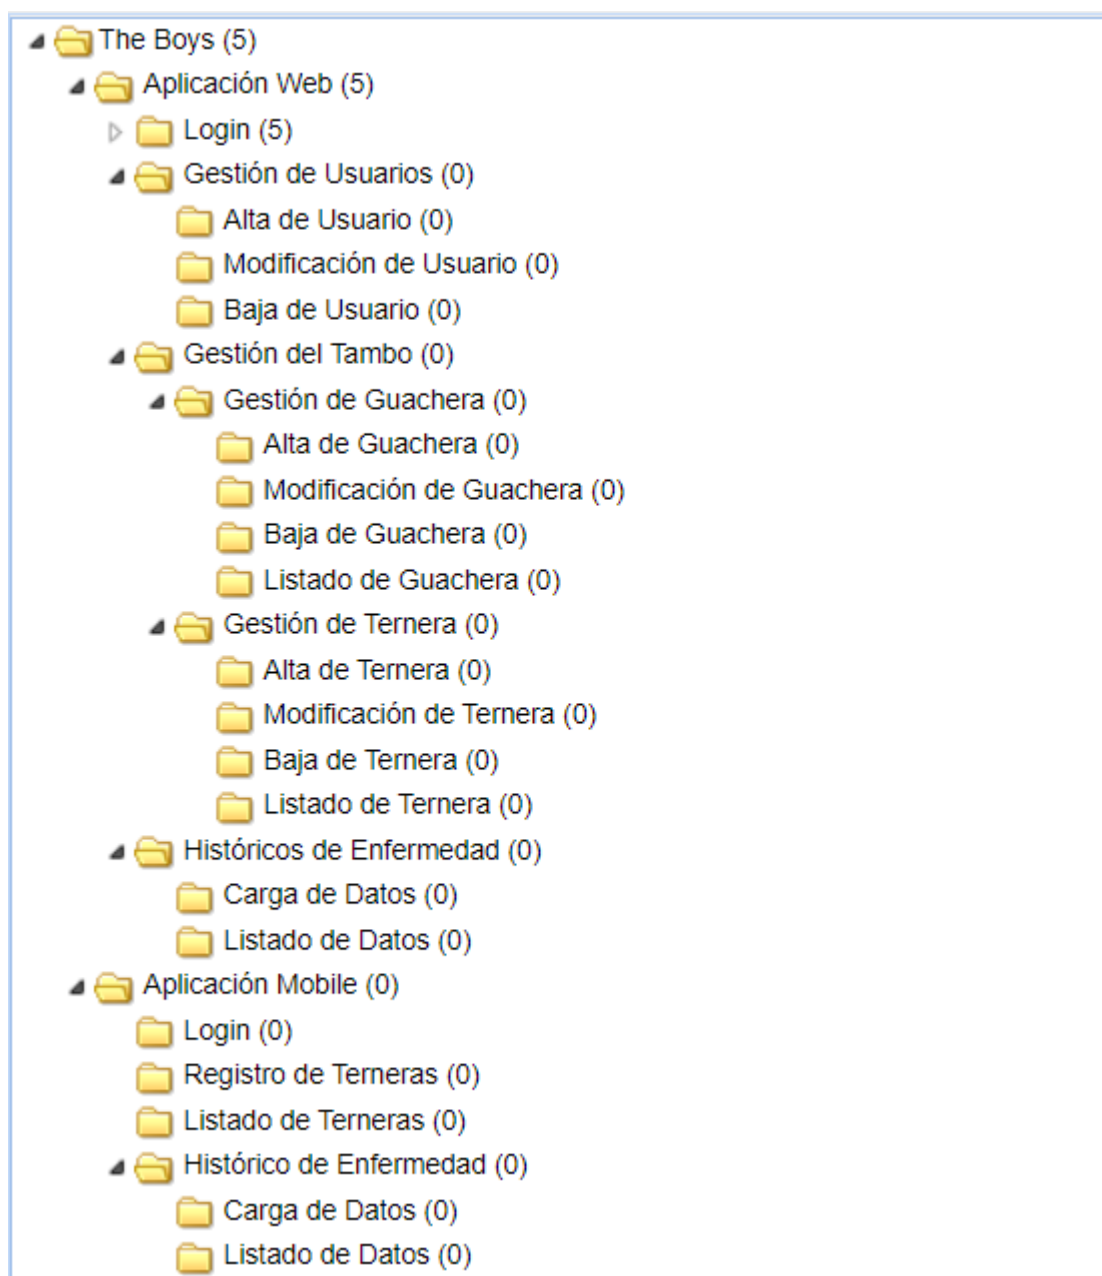 The Boys (5)
Aplicación Web (5)
Login (5)
Gestión de Usuarios (0)
Alta de Usuario (0)
Modificación de Usuario (0)
Baja de Usuario (0)
Gestión del Tambo (0)
Gestión de Guachera (0)
Alta de Guachera (0)
Modificación de Guachera (0)
Baja de Guachera (0)
Listado de Guachera (0)
Gestión de Ternera (0)
Alta de Ternera (0)
Modificación de Ternera (0)
Baja de Ternera (0)
Listado de Ternera (0)
Históricos de Enfermedad (0)
Carga de Datos (0)
Listado de Datos (0)
Aplicación Mobile (0)
Login (0)
Registro de Terneras (0)
Listado de Terneras (0)
Histórico de Enfermedad (0)
Carga de Datos (0)
Listado de Datos (0)